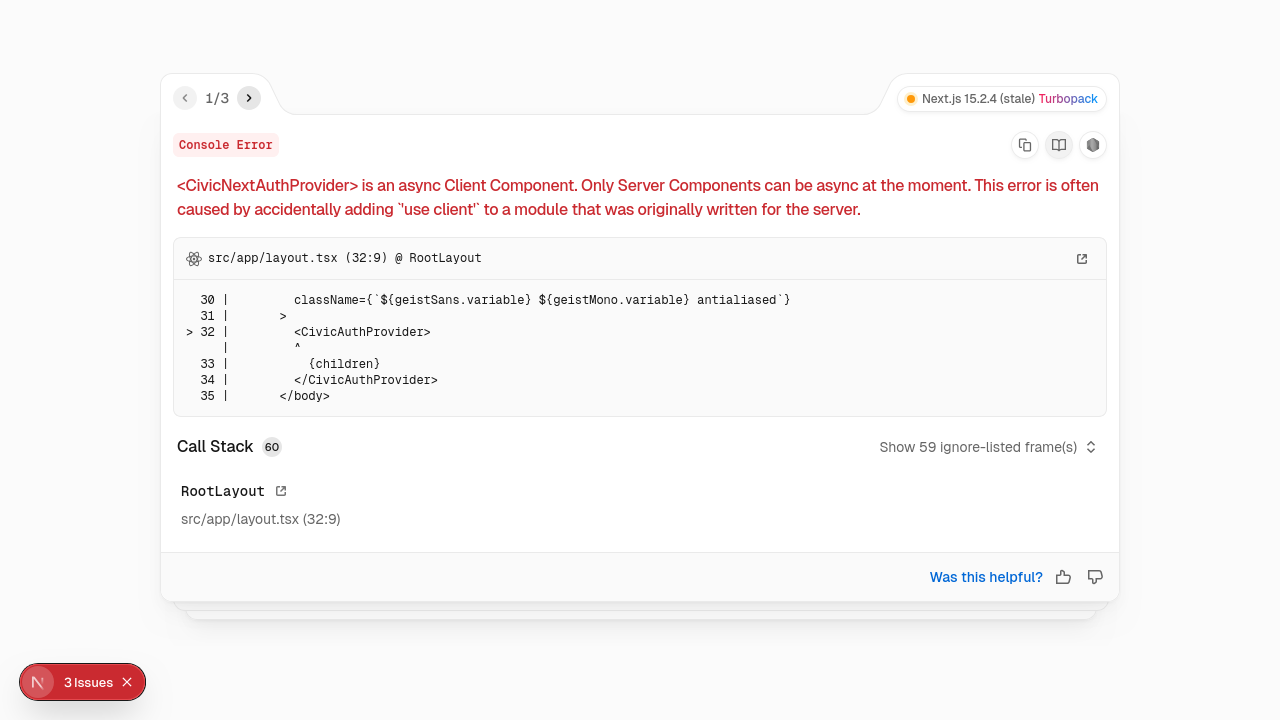 1/3
Next.js 15.2.4 (stale) Turbopack
Console Error
<CivicNextAuthProvider> is an async Client Component. Only Server Components can be async at the moment. This error is often
caused by accidentally adding `'use client'` to a module that was originally written for the server.
src/app/layout.tsx (32:9) @ RootLayout
30 | className={`${geistSans.variable} ${geistMono.variable} antialiased`}
31 | >
> 32 | <CivicAuthProvider>
| ^
33 | {children}
34 | </CivicAuthProvider>
35 | </body>
Call Stack 60
Show 59 ignore-listed frame(s)
RootLayout
src/app/layout.tsx (32:9)
Was this helpful?
N 3 Issues